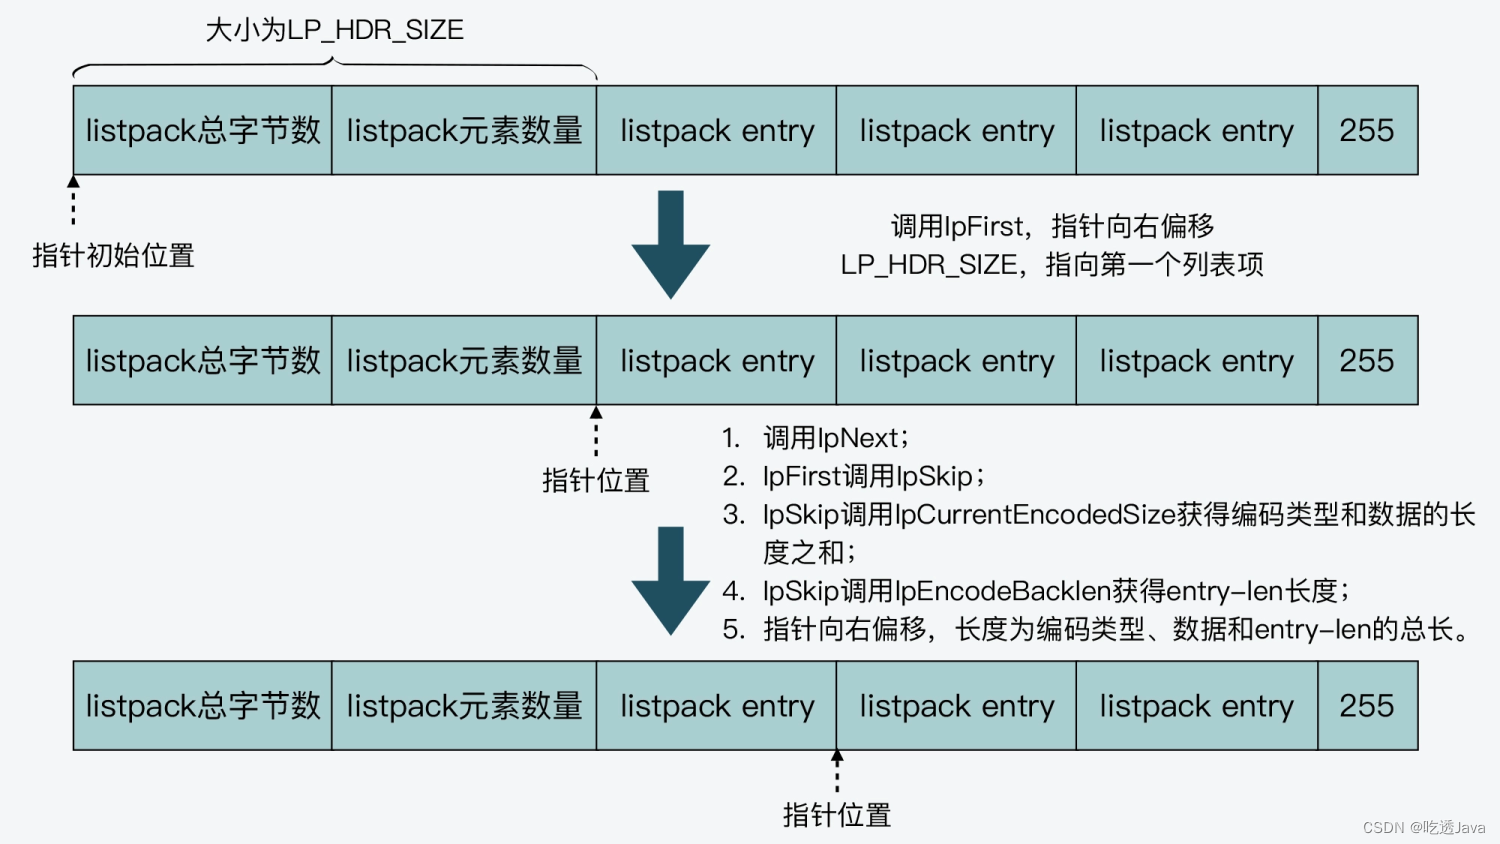 大小为LP_HDR_SIZE
listpack总字节数 listpack元素数量 listpack entry listpack entry listpack entry 255
指针初始位置
调用lpFirst，指针向右偏移
LP_HDR_SIZE，指向第一个列表项
listpack总字节数 listpack元素数量 listpack entry listpack entry listpack entry 255
指针位置
1. 调用lpNext；
2. lpFirst调用lpSkip；
3. lpSkip调用lpCurrentEncodedSize获得编码类型和数据的长
度之和；
4. lpSkip调用lpEncodeBacklen获得entry-len长度；
5. 指针向右偏移，长度为编码类型、数据和entry-len的总长。
listpack总字节数 listpack元素数量 listpack entry listpack entry listpack entry 255
指针位置
CSDN @吃透Java